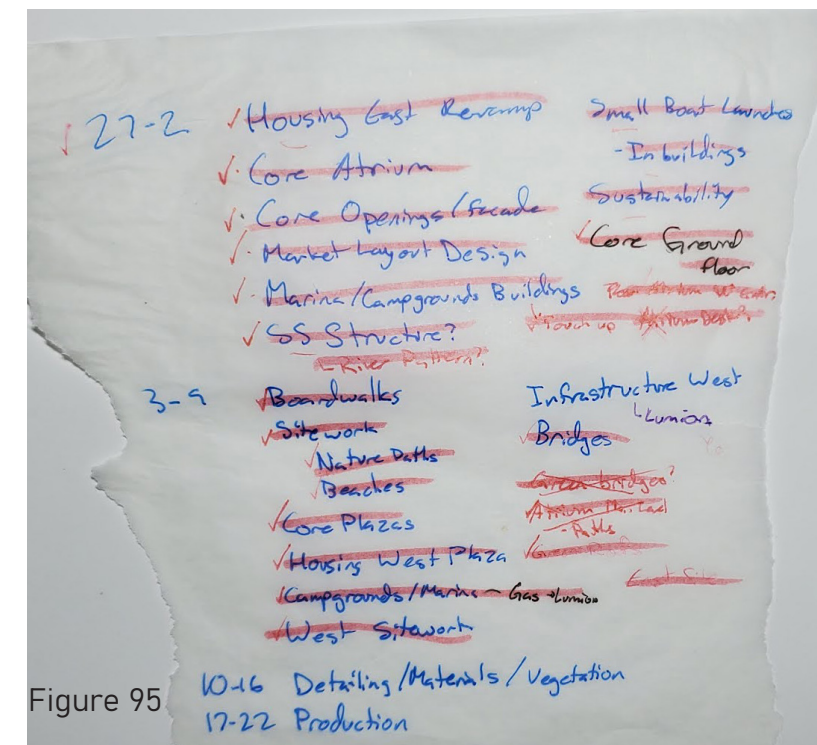 27-2
Housing East Revamp
Core Atrium
Core Openings/facade
Market Layout Design
Marina/Campgrounds Buildings
SS Structure?
River Pattern?
Small Boat Launches
- In buildings
Sustainability
Core Ground
floor
Touch up
3-9
Boardwalks
Sitework
Nature Paths
Beaches
Core Plazas
Housing West Plaza
Campgrounds/Marina - Gas → Lumion
West Sitework
Infrastructure West
Lumion
Bridges
Green bridges?
Atrium
- Paths
East Site
10-16 Detailing/Materials/Vegetation
17-22 Production
Figure 95